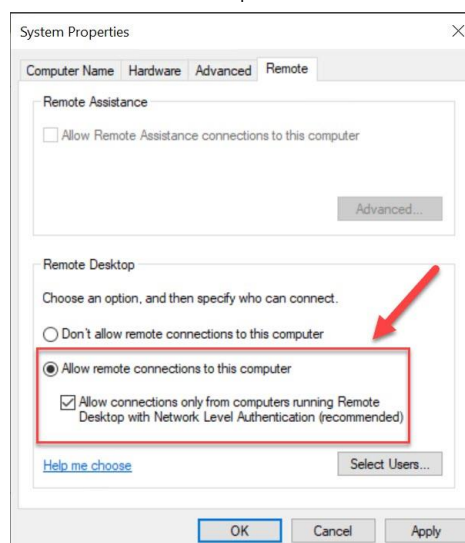 System Properties
Computer Name Hardware Advanced Remote
Remote Assistance
Allow Remote Assistance connections to this computer
Advanced...
Remote Desktop
Choose an option, and then specify who can connect.
Don't allow remote connections to this computer
Allow remote connections to this computer
Allow connections only from computers running Remote
Desktop with Network Level Authentication (recommended)
Help me choose Select Users...
OK Cancel Apply